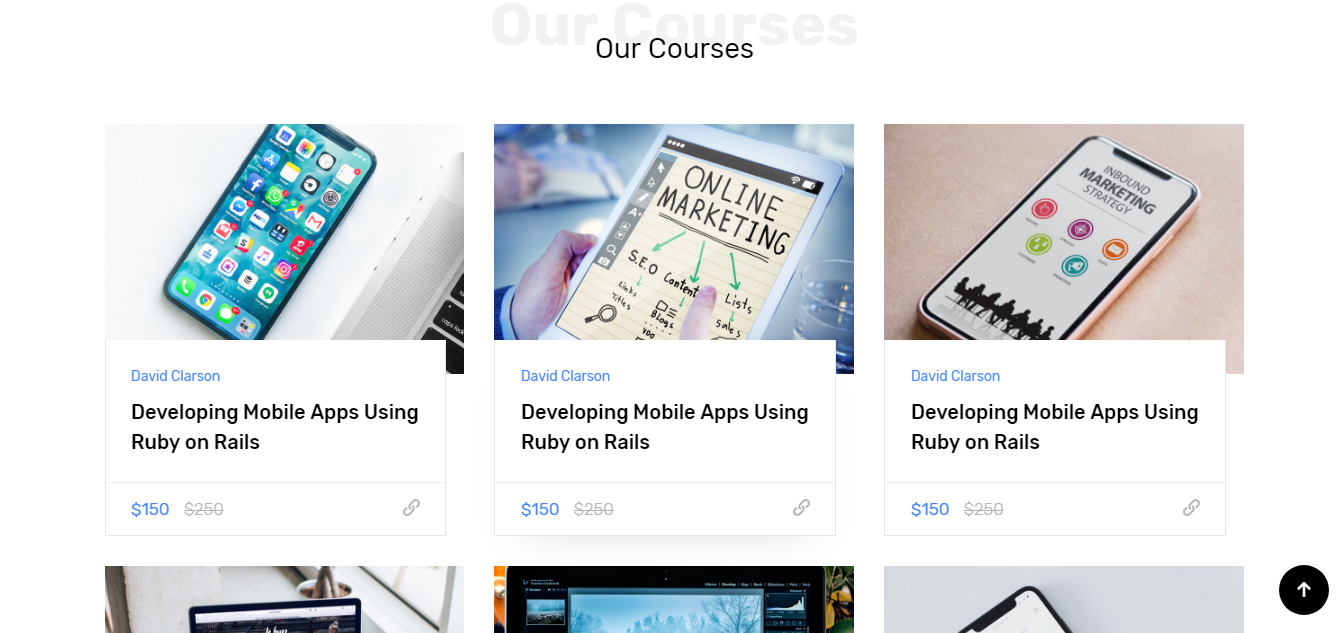 Our Courses
Our Courses
ONLINE
MARKETING
S.E.O
Content
Lists
Links
Titles
Blogs
Sales
INBOUND
MARKETING
STRATEGY
caps lock
David Clarson
David Clarson
David Clarson
Developing Mobile Apps Using
Ruby on Rails
Developing Mobile Apps Using
Ruby on Rails
Developing Mobile Apps Using
Ruby on Rails
$150 $250
$150 $250
$150 $250